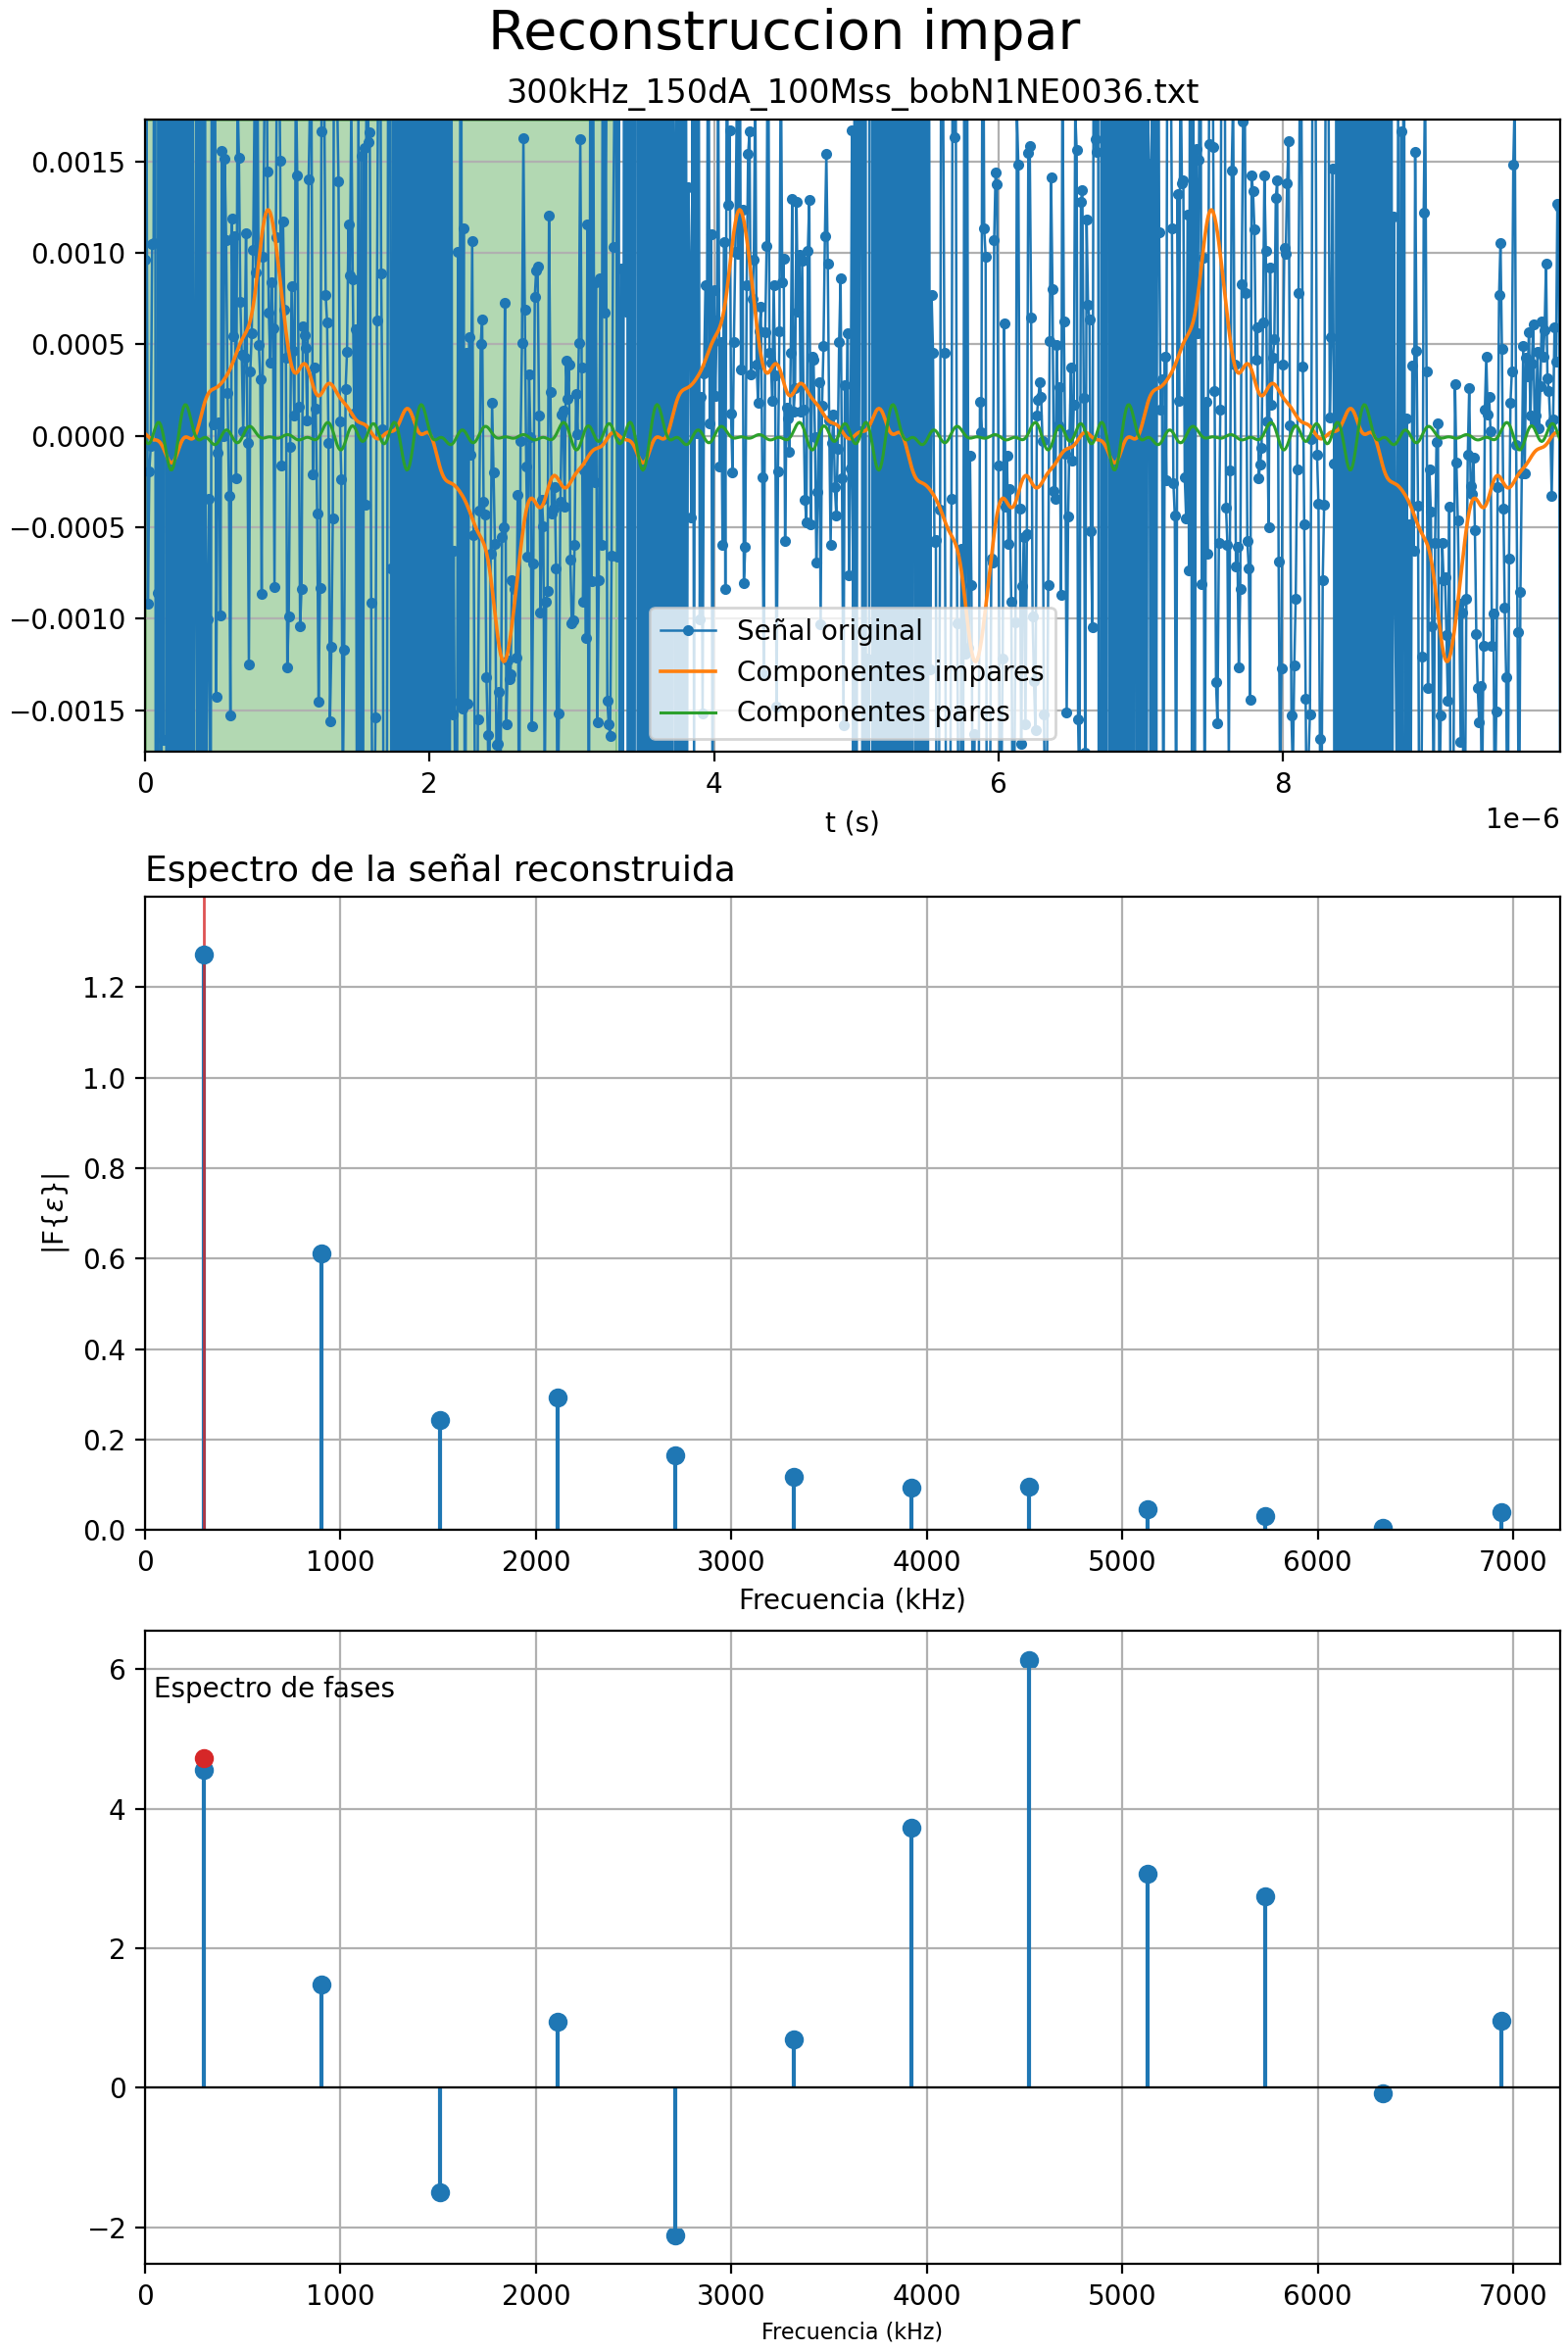 Reconstruccion impar
300kHz_150dA_100Mss_bobN1NE0036.txt
0.0015
0.0010
0.0005
0.0000
−0.0005
−0.0010
−0.0015
Señal original
Componentes impares
Componentes pares
0 2 4 6 8
t (s)
1e−6
Espectro de la señal reconstruida
|F{ε}|
1.2
1.0
0.8
0.6
0.4
0.2
0.0
0 1000 2000 3000 4000 5000 6000 7000
Frecuencia (kHz)
Espectro de fases
6
4
2
0
−2
0 1000 2000 3000 4000 5000 6000 7000
Frecuencia (kHz)